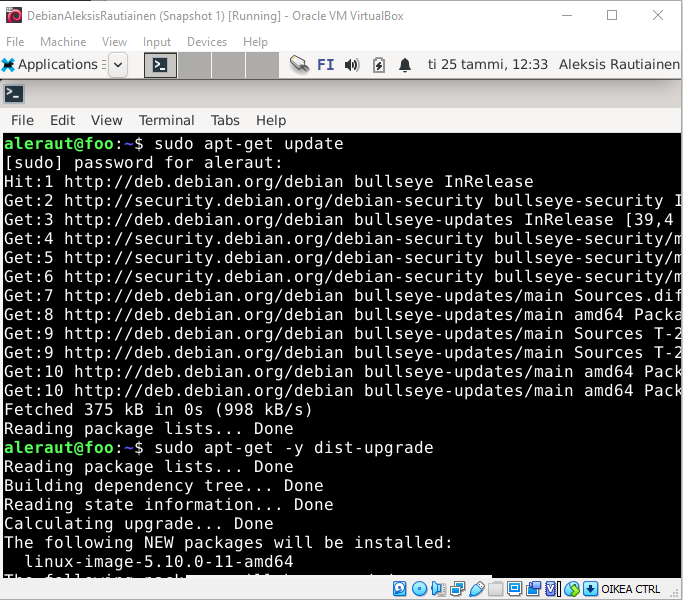 DebianAleksisRautiainen (Snapshot 1) [Running] - Oracle VM VirtualBox
File Machine View Input Devices Help
Applications FI ti 25 tammi, 12:33 Aleksis Rautiainen
File Edit View Terminal Tabs Help
aleraut@foo:~$ sudo apt-get update
[sudo] password for aleraut:
Hit:1 http://deb.debian.org/debian bullseye InRelease
Get:2 http://security.debian.org/debian-security bullseye-security I
Get:3 http://deb.debian.org/debian bullseye-updates InRelease [39,4
Get:4 http://security.debian.org/debian-security bullseye-security/m
Get:5 http://security.debian.org/debian-security bullseye-security/m
Get:6 http://security.debian.org/debian-security bullseye-security/m
Get:7 http://deb.debian.org/debian bullseye-updates/main Sources.dif
Get:8 http://deb.debian.org/debian bullseye-updates/main amd64 Packa
Get:9 http://deb.debian.org/debian bullseye-updates/main Sources T-2
Get:9 http://deb.debian.org/debian bullseye-updates/main Sources T-2
Get:10 http://deb.debian.org/debian bullseye-updates/main amd64 Pack
Get:10 http://deb.debian.org/debian bullseye-updates/main amd64 Pack
Fetched 375 kB in 0s (998 kB/s)
Reading package lists... Done
aleraut@foo:~$ sudo apt-get -y dist-upgrade
Reading package lists... Done
Building dependency tree... Done
Reading state information... Done
Calculating upgrade... Done
The following NEW packages will be installed:
linux-image-5.10.0-11-amd64
The following
OIKEA CTRL